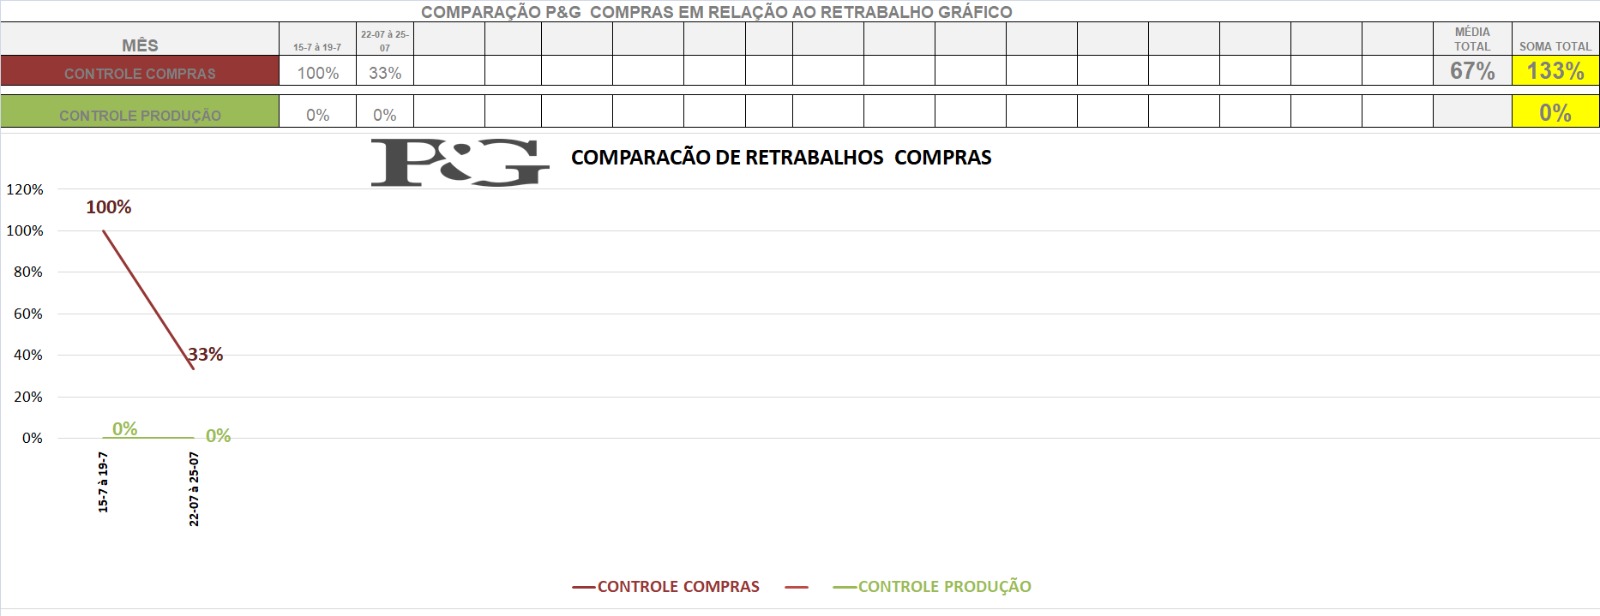 COMPARAÇÃO P&G COMPRAS EM RELAÇÃO AO RETRABALHO GRÁFICO
MÊS 15-7 à 19-7 22-07 à 25-07 MÉDIA TOTAL SOMA TOTAL
CONTROLE COMPRAS 100% 33% 67% 133%
CONTROLE PRODUÇÃO 0% 0% 0%
P&G COMPARACÃO DE RETRABALHOS COMPRAS
120%
100%
100%
80%
60%
40%
33%
20%
0%
0%
0%
15-7 à 19-7
22-07 à 25-07
CONTROLE COMPRAS CONTROLE PRODUÇÃO